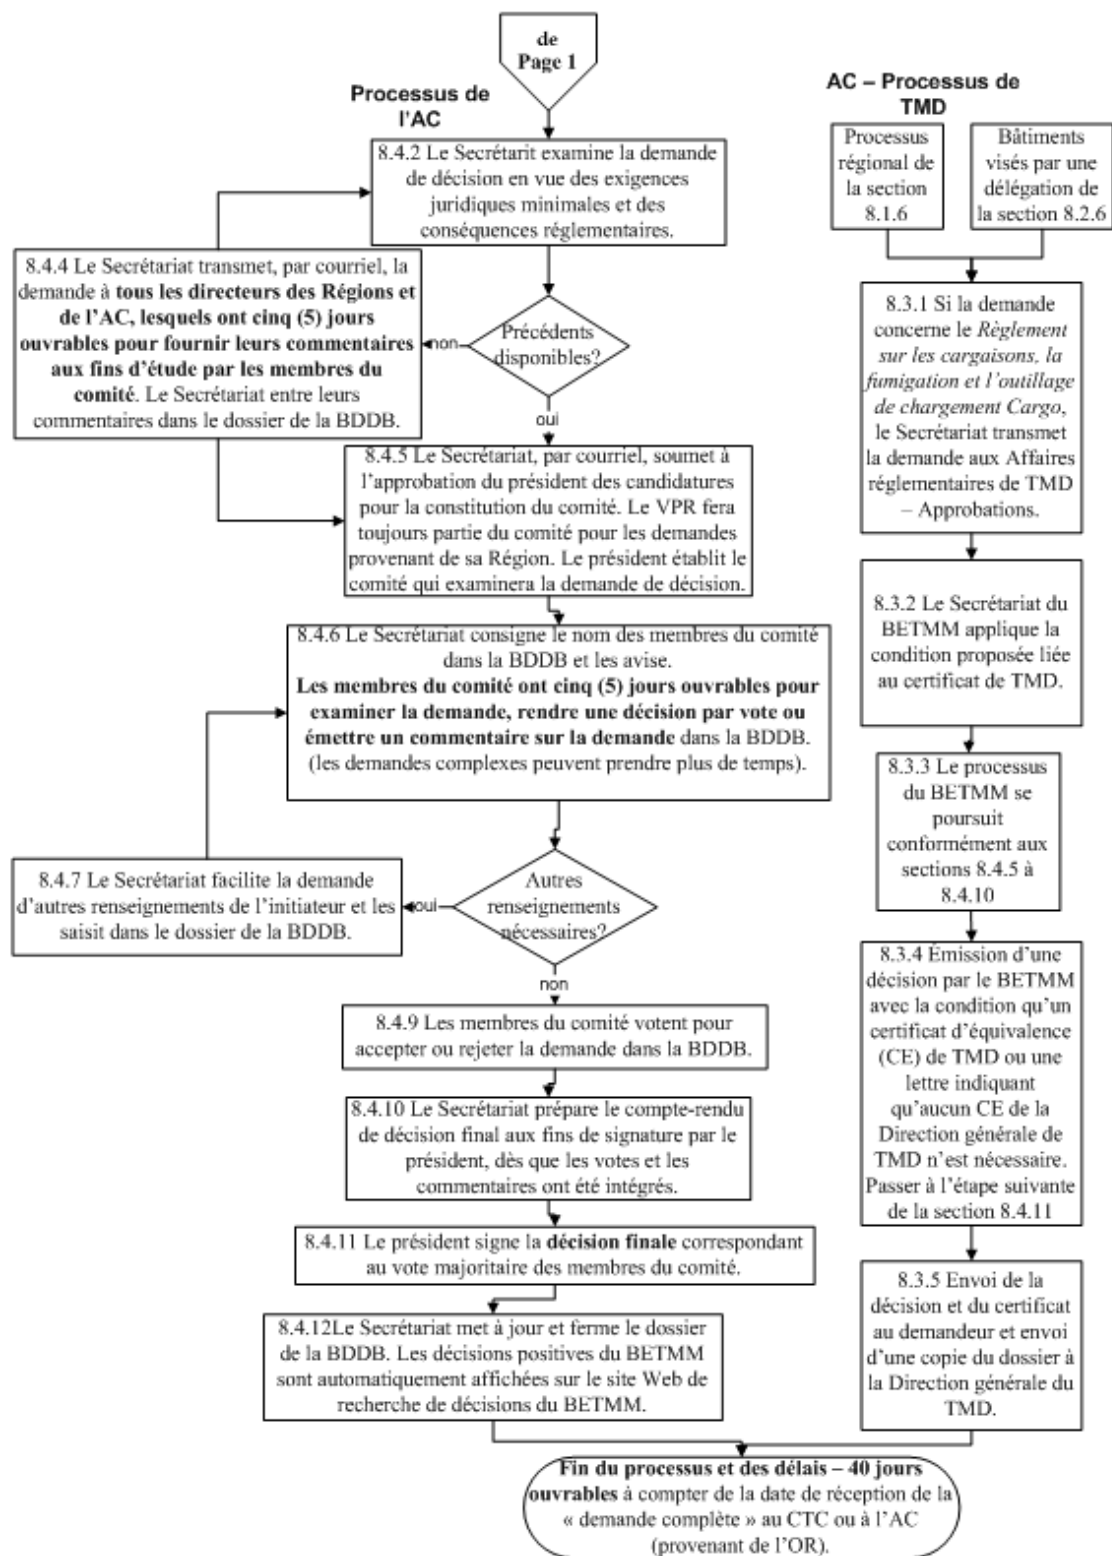 de
Page 1
Processus de
l'AC
8.4.2 Le Secrétarit examine la demande
de décision en vue des exigences
juridiques minimales et des
conséquences réglementaires.
8.4.4 Le Secrétariat transmet, par courriel, la
demande à tous les directeurs des Régions et
de l'AC, lesquels ont cinq (5) jours
ouvrables pour fournir leurs commentaires
aux fins d'étude par les membres du
comité. Le Secrétariat entre leurs
commentaires dans le dossier de la BDDB.
Précédents
disponibles?
non
oui
8.4.5 Le Secrétariat, par courriel, soumet à
l'approbation du président des candidatures
pour la constitution du comité. Le VPR fera
toujours partie du comité pour les demandes
provenant de sa Région. Le président établit le
comité qui examinera la demande de décision.
8.4.6 Le Secrétariat consigne le nom des membres du comité
dans la BDDB et les avise.
Les membres du comité ont cinq (5) jours ouvrables pour
examiner la demande, rendre une décision par vote ou
émettre un commentaire sur la demande dans la BDDB.
(les demandes complexes peuvent prendre plus de temps).
8.4.7 Le Secrétariat facilite la demande
d'autres renseignements de l'initiateur et les
saisit dans le dossier de la BDDB.
oui
Autres
renseignements
nécessaires?
non
8.4.9 Les membres du comité votent pour
accepter ou rejeter la demande dans la BDDB.
8.4.10 Le Secrétariat prépare le compte-rendu
de décision final aux fins de signature par le
président, dès que les votes et les
commentaires ont été intégrés.
8.4.11 Le président signe la décision finale correspondant
au vote majoritaire des membres du comité.
8.4.12Le Secrétariat met à jour et ferme le dossier
de la BDDB. Les décisions positives du BETMM
sont automatiquement affichées sur le site Web de
recherche de décisions du BETMM.
AC – Processus de
TMD
Processus
régional de
la section
8.1.6
Bâtiments
visés par une
délégation de
la section 8.2.6
8.3.1 Si la demande
concerne le Règlement
sur les cargaisons, la
fumigation et l'outillage
de chargement Cargo,
le Secrétariat transmet
la demande aux Affaires
réglementaires de TMD
– Approbations.
8.3.2 Le Secrétariat du
BETMM applique la
condition proposée liée
au certificat de TMD.
8.3.3 Le processus
du BETMM se
poursuit
conformément aux
sections 8.4.5 à
8.4.10
8.3.4 Émission d'une
décision par le BETMM
avec la condition qu'un
certificat d'équivalence
(CE) de TMD ou une
lettre indiquant
qu'aucun CE de la
Direction générale de
TMD n'est nécessaire.
Passer à l'étape suivante
de la section 8.4.11
8.3.5 Envoi de la
décision et du certificat
au demandeur et envoi
d'une copie du dossier à
la Direction générale du
TMD.
Fin du processus et des délais – 40 jours
ouvrables à compter de la date de réception de la
« demande complète » au CTC ou à l'AC
(provenant de l'OR).